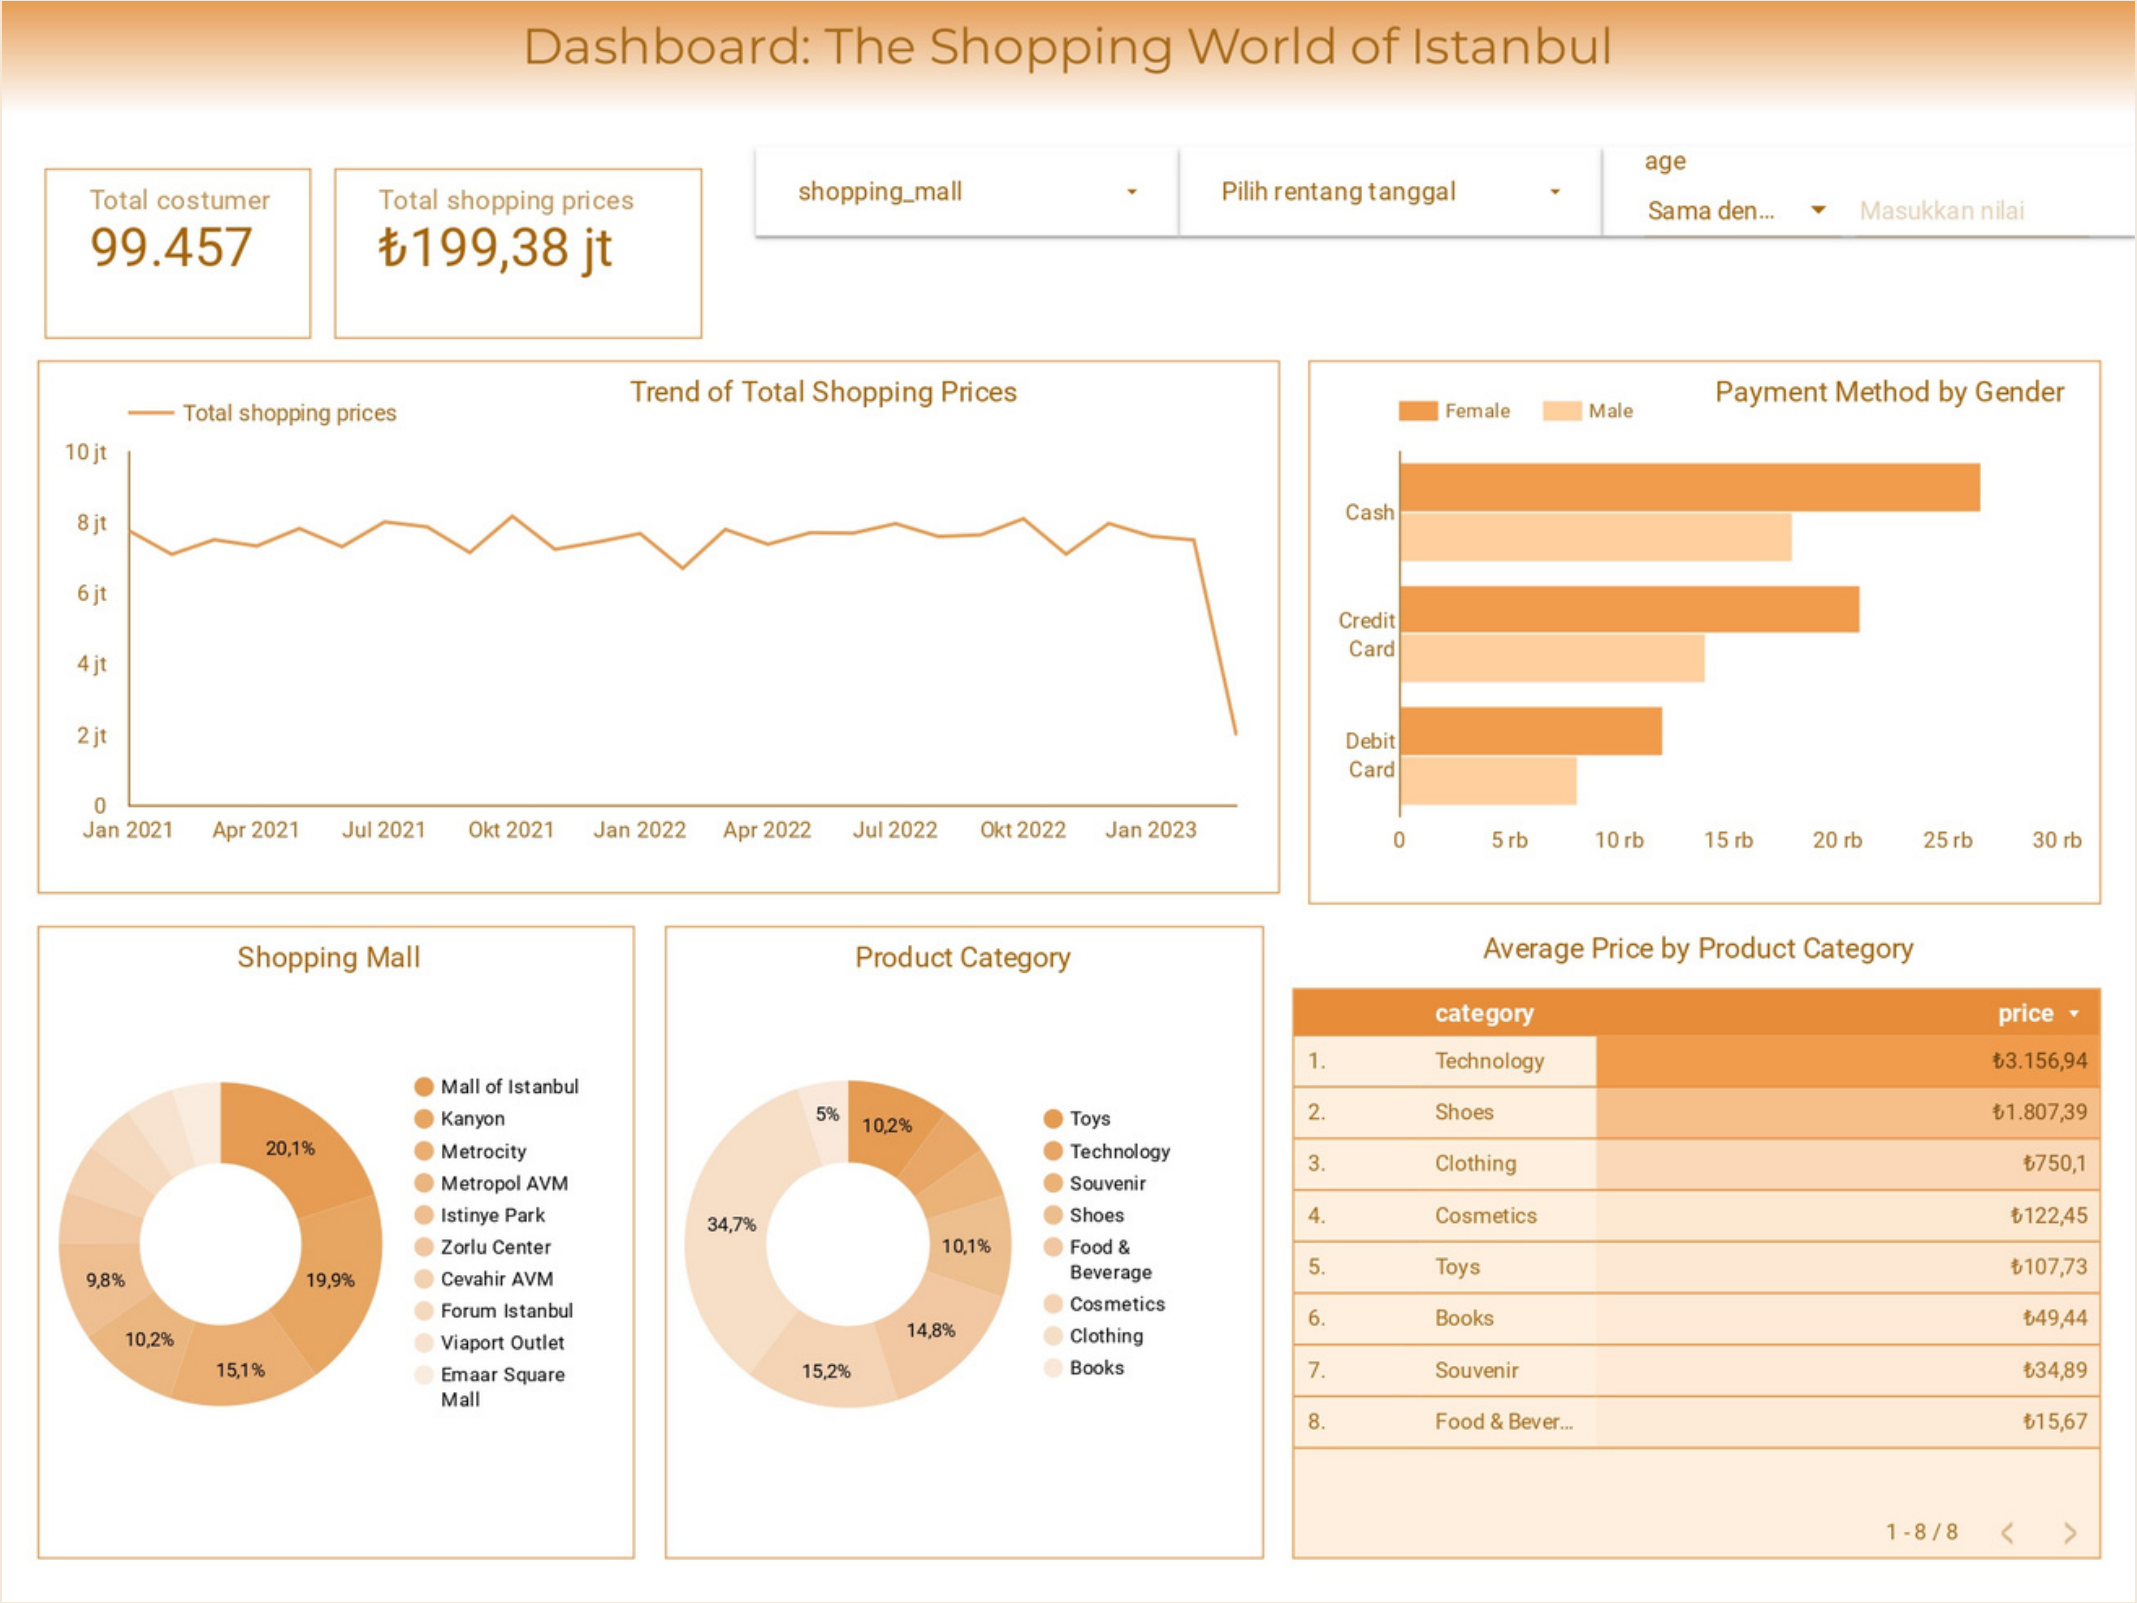 Dashboard: The Shopping World of Istanbul
Total costumer
99.457
Total shopping prices
₺199,38 jt
shopping_mall
Pilih rentang tanggal
age
Sama den...
Masukkan nilai
Trend of Total Shopping Prices
Total shopping prices
10 jt
8 jt
6 jt
4 jt
2 jt
0
Jan 2021 Apr 2021 Jul 2021 Okt 2021 Jan 2022 Apr 2022 Jul 2022 Okt 2022 Jan 2023
Payment Method by Gender
Female Male
Cash
Credit
Card
Debit
Card
0 5 rb 10 rb 15 rb 20 rb 25 rb 30 rb
Shopping Mall
20,1%
19,9%
15,1%
10,2%
9,8%
Mall of Istanbul
Kanyon
Metrocity
Metropol AVM
Istinye Park
Zorlu Center
Cevahir AVM
Forum Istanbul
Viaport Outlet
Emaar Square
Mall
Product Category
5%
10,2%
10,1%
14,8%
15,2%
34,7%
Toys
Technology
Souvenir
Shoes
Food &
Beverage
Cosmetics
Clothing
Books
Average Price by Product Category
category price
1. Technology ₺3.156,94
2. Shoes ₺1.807,39
3. Clothing ₺750,1
4. Cosmetics ₺122,45
5. Toys ₺107,73
6. Books ₺49,44
7. Souvenir ₺34,89
8. Food & Bever... ₺15,67
1 - 8 / 8